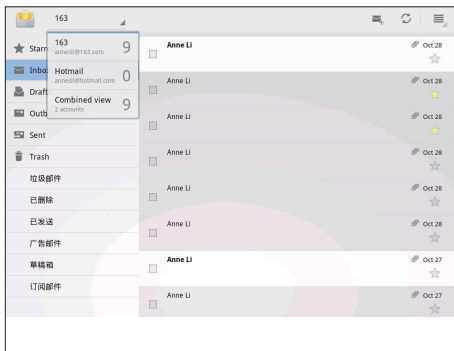 163
163
annesli@163.com
9
Hotmail
annesli@hotmail.com
0
Combined view
2 accounts
9
Starr
Inbo
Draft
Outb
Sent
Trash
垃圾邮件
已删除
已发送
广告邮件
草稿箱
订阅邮件
Anne Li
Oct 28
Anne Li
Oct 28
Anne Li
Oct 28
Anne Li
Oct 28
Anne Li
Oct 28
Anne Li
Oct 28
Anne Li
Oct 27
Anne Li
Oct 27